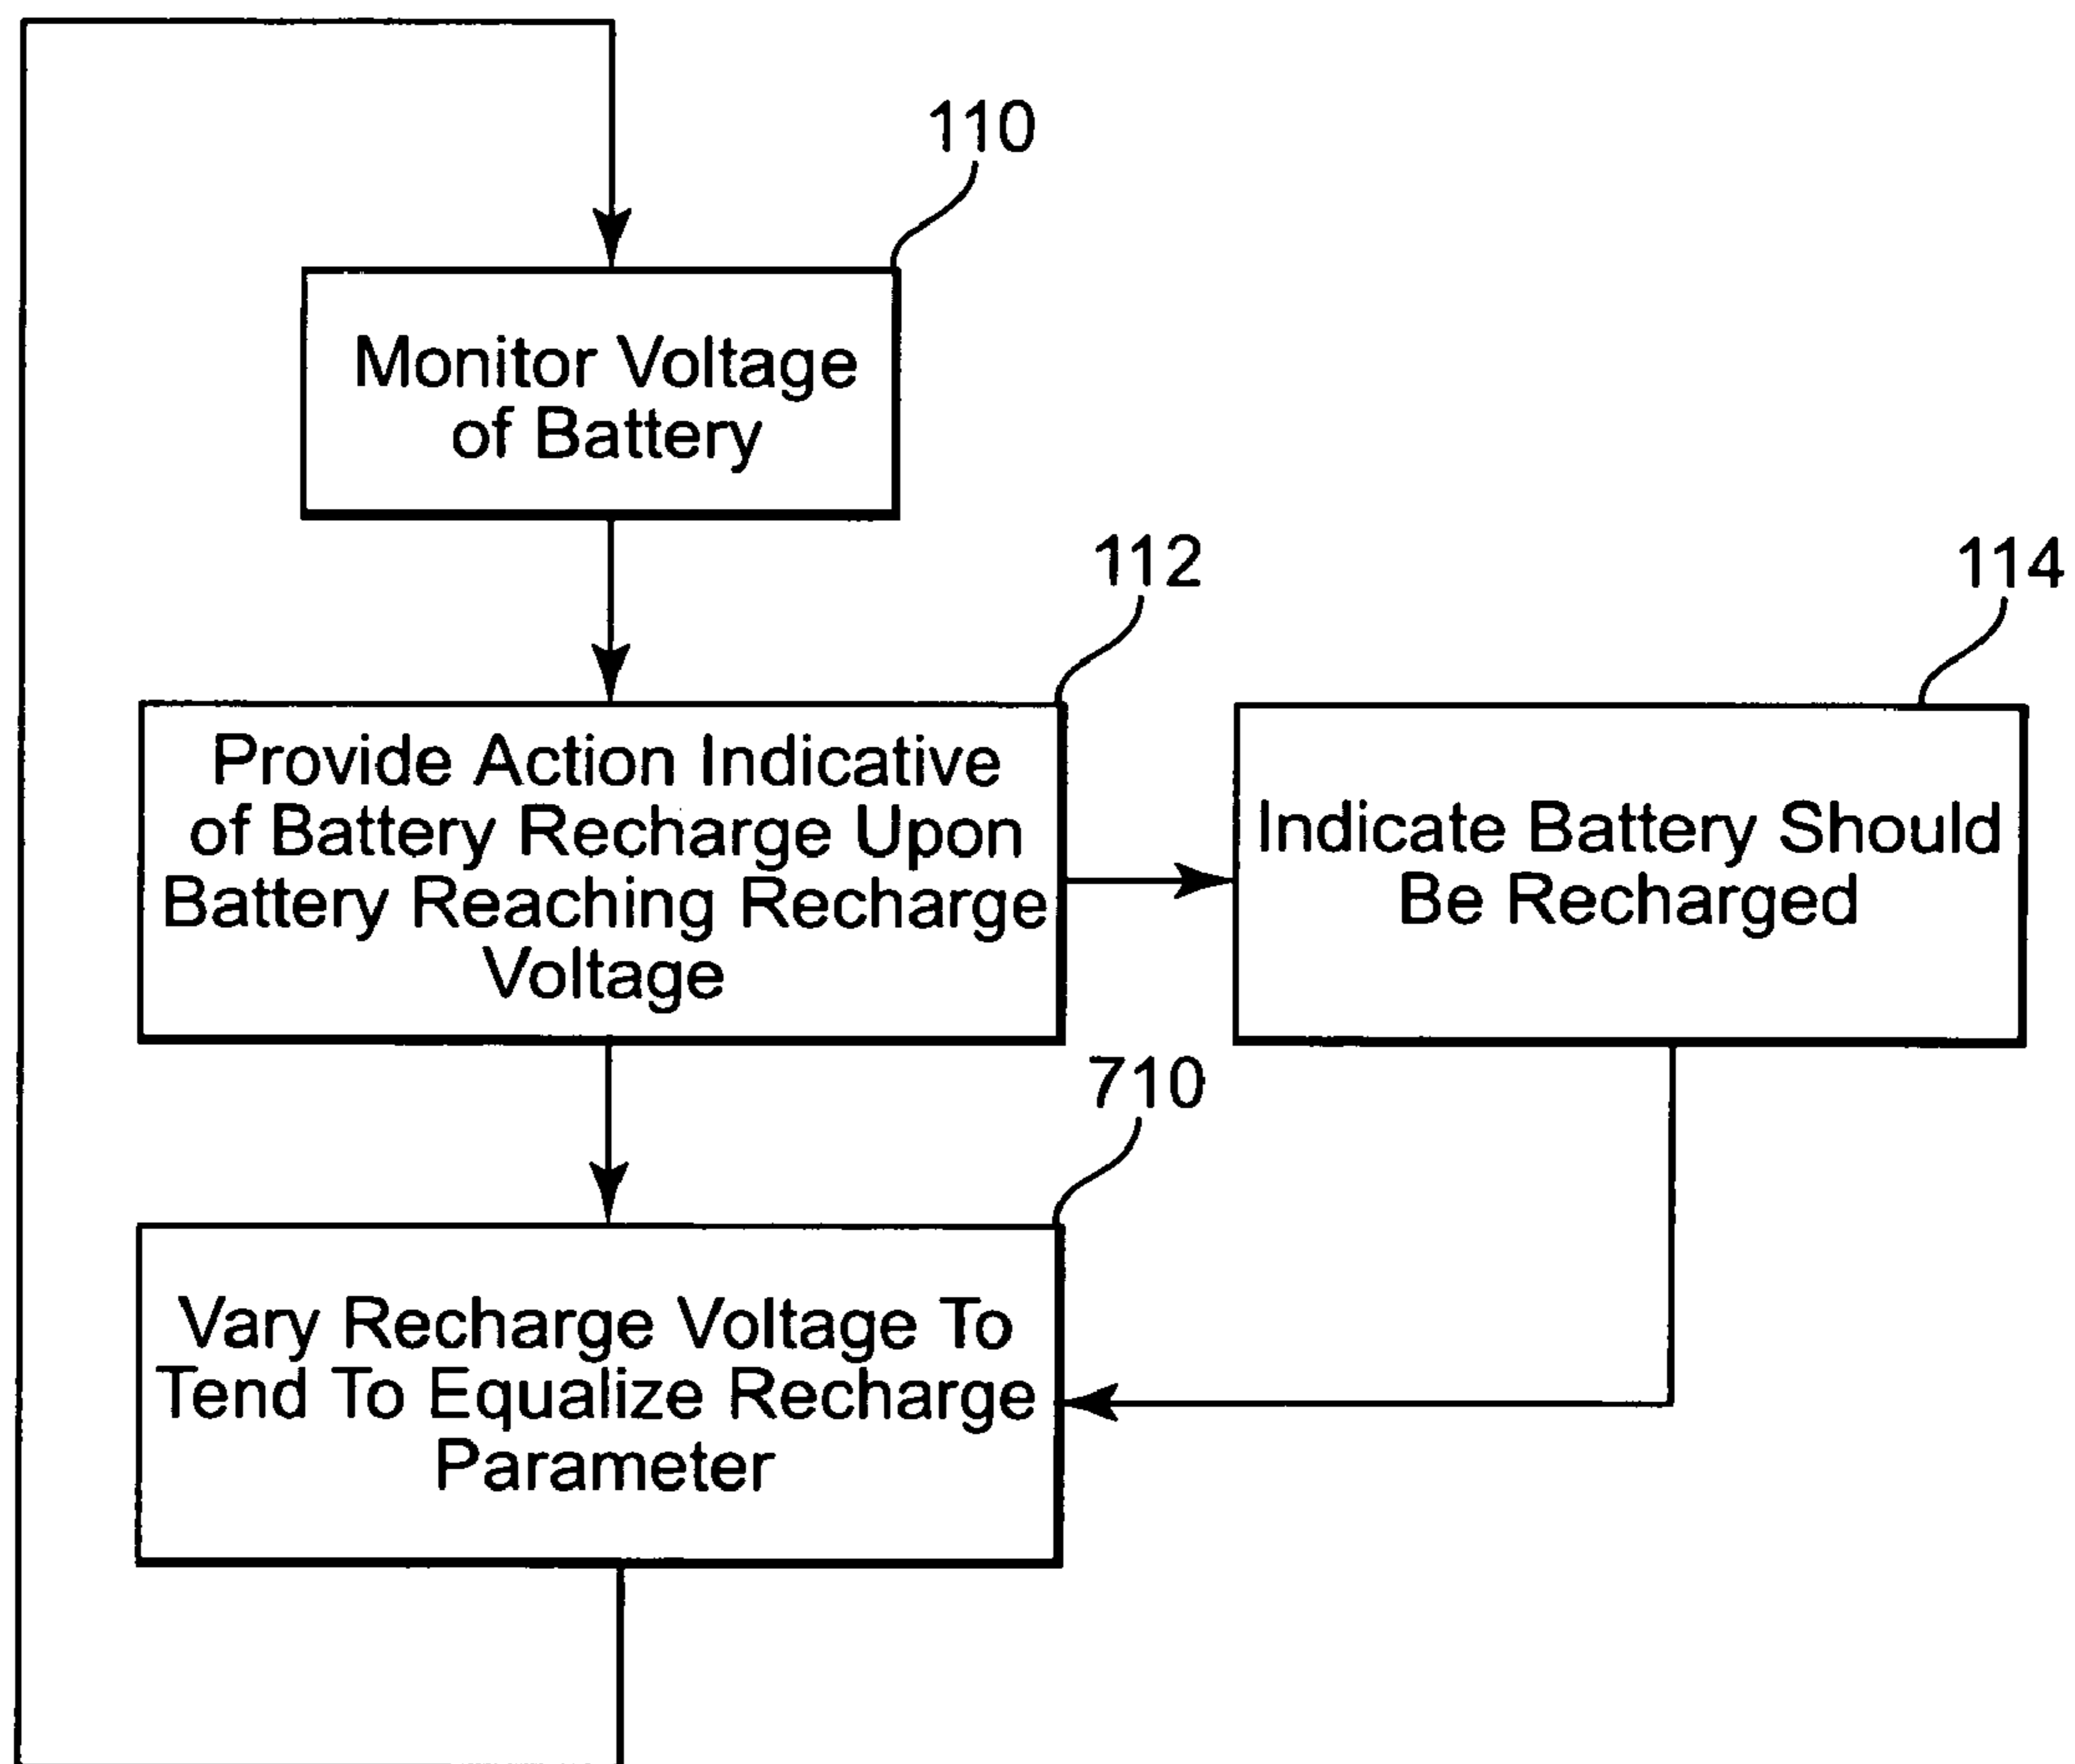 110
Monitor Voltage
of Battery
112
Provide Action Indicative
of Battery Recharge Upon
Battery Reaching Recharge
Voltage
114
Indicate Battery Should
Be Recharged
710
Vary Recharge Voltage To
Tend To Equalize Recharge
Parameter